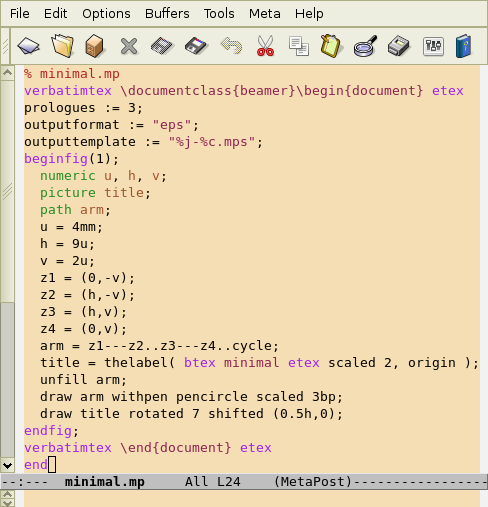 File Edit Options Buffers Tools Meta Help
% minimal.mp
verbatimtex \documentclass{beamer}\begin{document} etex
prologues := 3;
outputformat := "eps";
outputtemplate := "%j-%c.mps";
beginfig(1);
  numeric u, h, v;
  picture title;
  path arm;
  u = 4mm;
  h = 9u;
  v = 2u;
  z1 = (0,-v);
  z2 = (h,-v);
  z3 = (h,v);
  z4 = (0,v);
  arm = z1---z2..z3---z4..cycle;
  title = thelabel( btex minimal etex scaled 2, origin );
  unfill arm;
  draw arm withpen pencircle scaled 3bp;
  draw title rotated 7 shifted (0.5h,0);
endfig;
verbatimtex \end{document} etex
end
--:---  minimal.mp     All L24    (MetaPost)-----------------